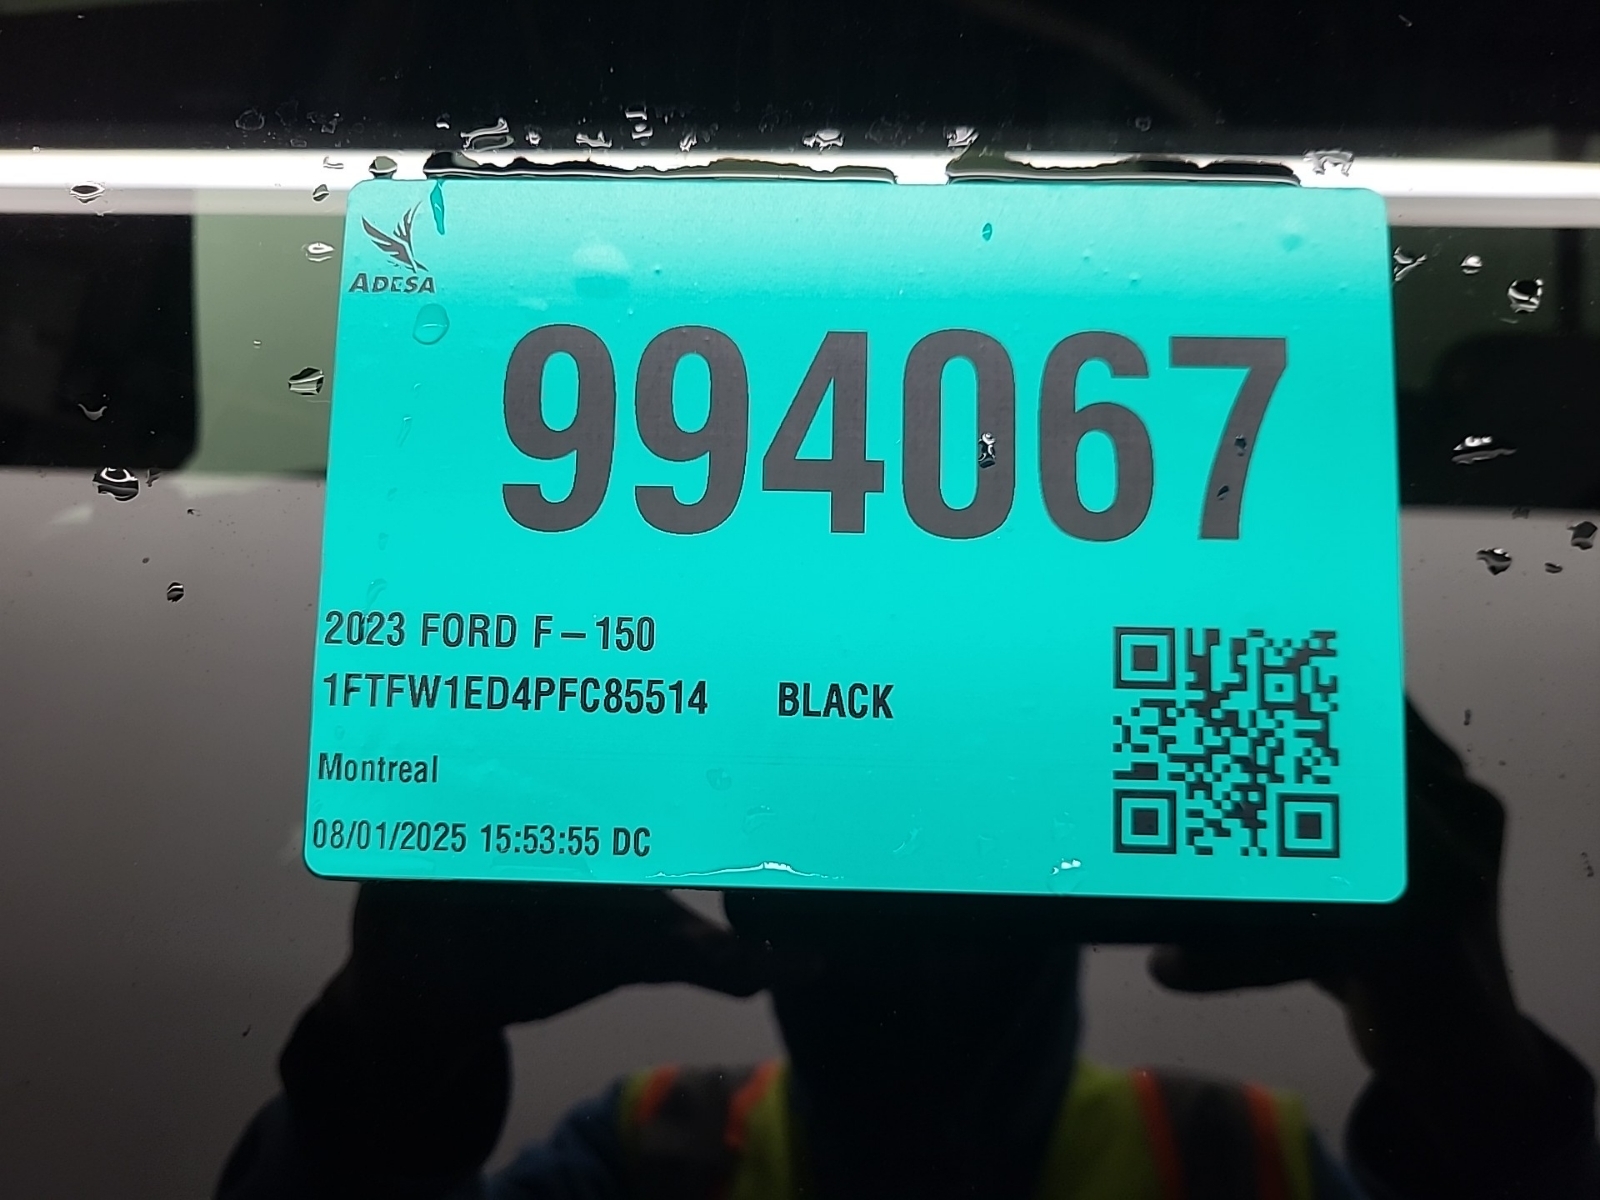 ADESA
994067
2023 FORD F-150
1FTFW1ED4PFC85514 BLACK
Montreal
08/01/2025 15:53:55 DC